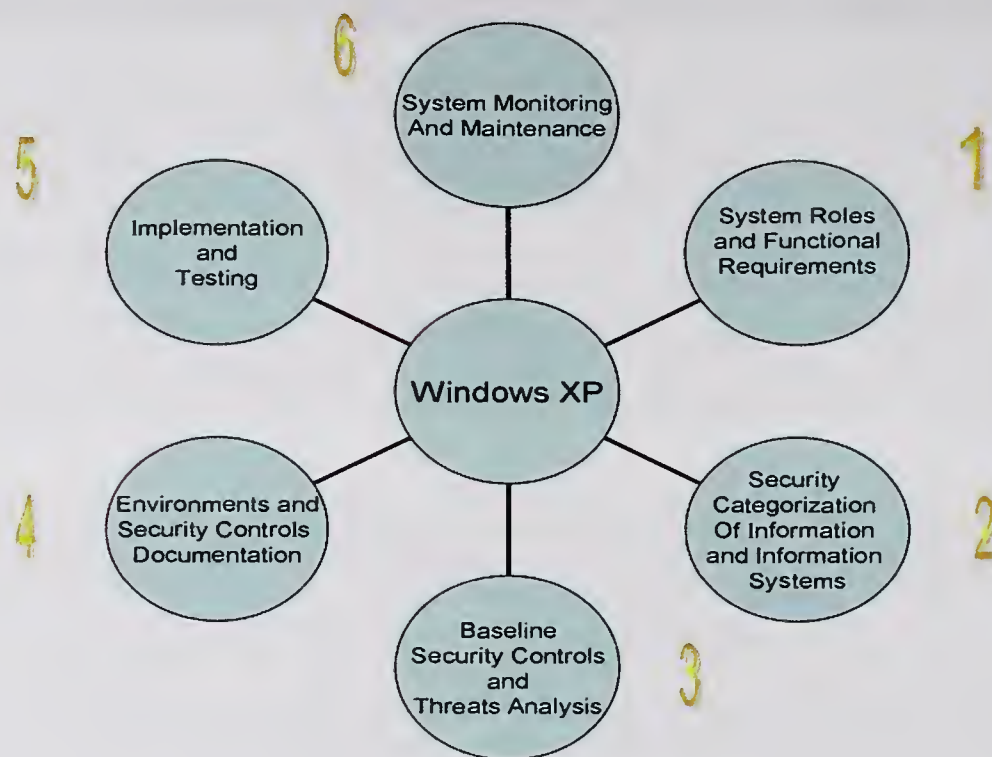 6
System Monitoring
And Maintenance
5
1
Implementation
and
Testing
System Roles
and Functional
Requirements
Windows XP
4
Environments and
Security Controls
Documentation
Security
Categorization
Of Information
and Information
Systems
2
Baseline
Security Controls
and
Threats Analysis
3